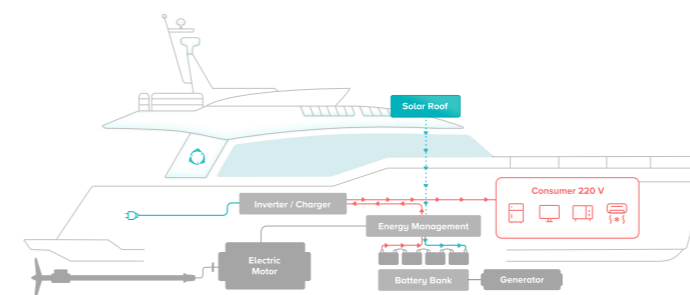 Solar Roof
Consumer 220 V
Inverter / Charger
Energy Management
Electric
Motor
Battery Bank
Generator